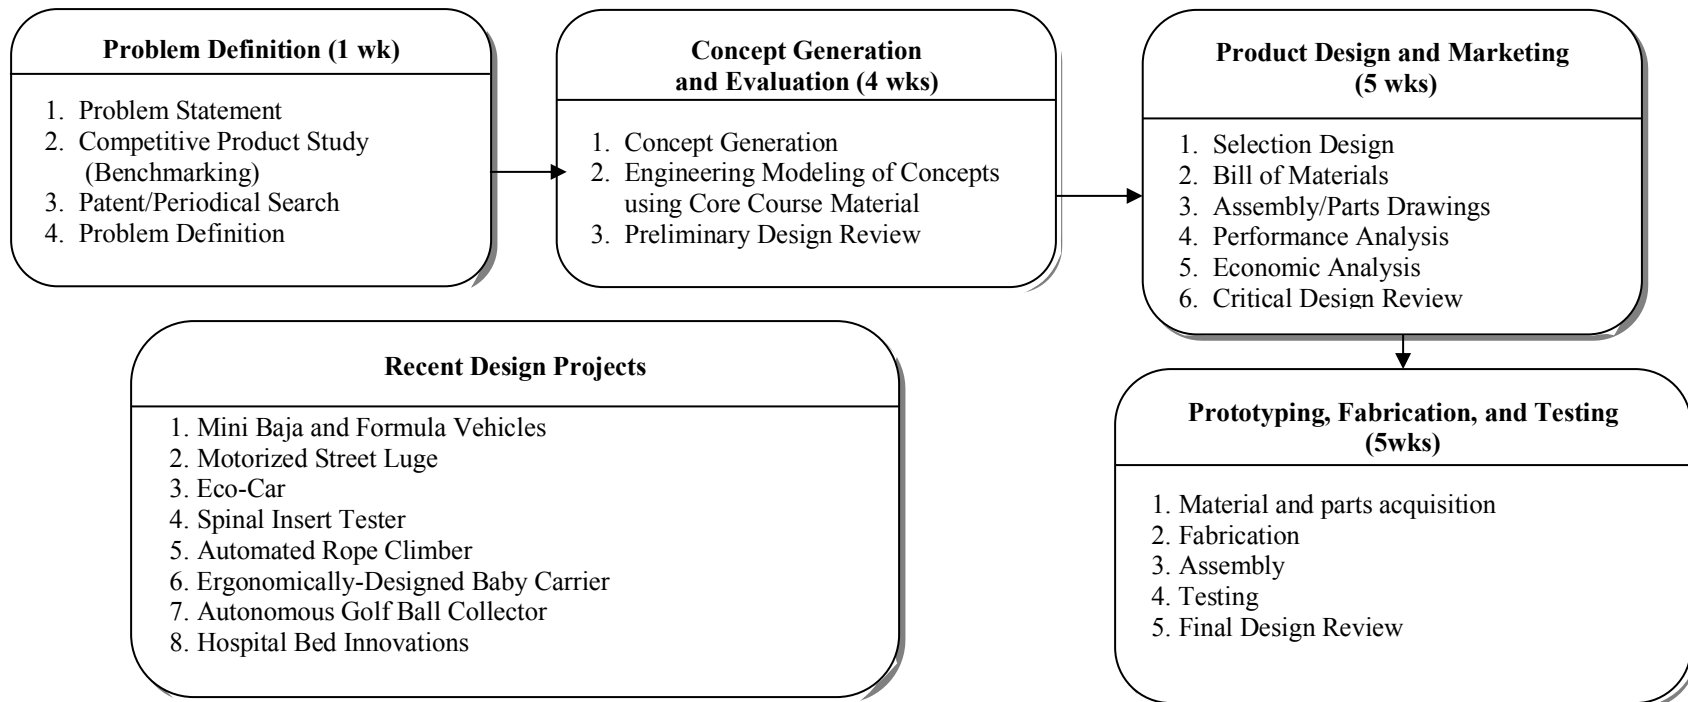 Problem Definition (1 wk)
1. Problem Statement
2. Competitive Product Study
(Benchmarking)
3. Patent/Periodical Search
4. Problem Definition
Concept Generation
and Evaluation (4 wks)
1. Concept Generation
2. Engineering Modeling of Concepts
using Core Course Material
3. Preliminary Design Review
Product Design and Marketing
(5 wks)
1. Selection Design
2. Bill of Materials
3. Assembly/Parts Drawings
4. Performance Analysis
5. Economic Analysis
6. Critical Design Review
Recent Design Projects
1. Mini Baja and Formula Vehicles
2. Motorized Street Luge
3. Eco-Car
4. Spinal Insert Tester
5. Automated Rope Climber
6. Ergonomically-Designed Baby Carrier
7. Autonomous Golf Ball Collector
8. Hospital Bed Innovations
Prototyping, Fabrication, and Testing
(5wks)
1. Material and parts acquisition
2. Fabrication
3. Assembly
4. Testing
5. Final Design Review